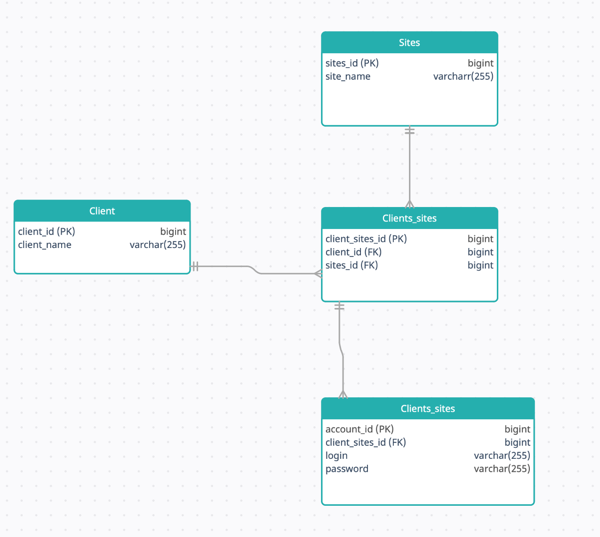 Sites
sites_id (PK) bigint
site_name varcharr(255)
Client
client_id (PK) bigint
client_name varchar(255)
Clients_sites
client_sites_id (PK) bigint
client_id (FK) bigint
sites_id (FK) bigint
Clients_sites
account_id (PK) bigint
client_sites_id (FK) bigint
login varchar(255)
password varchar(255)